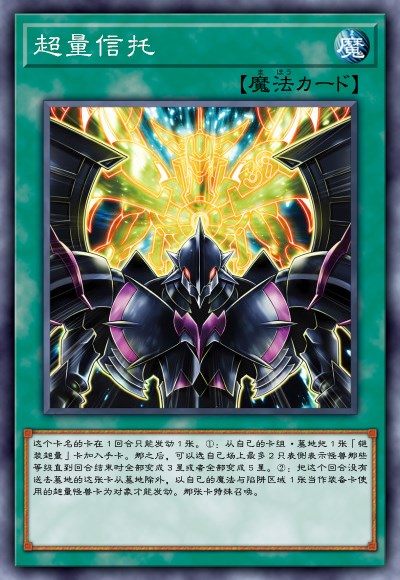 超量信托
魔
【魔法カード】
ま ほう
这个卡名的卡在1回合只能发动1张。①：从自己的卡组・墓地把1张「铠
装超量」卡加入手卡。那之后，可以选自己场上最多2只表侧表示怪兽那些
等级直到回合结束时全部变成3星或者全部变成5星。②：把这个回合没有
送去墓地的这张卡从墓地除外，以自己的魔法与陷阱区域1张当作装备卡
使用的超量怪兽卡为对象才能发动。那张卡特殊召唤。